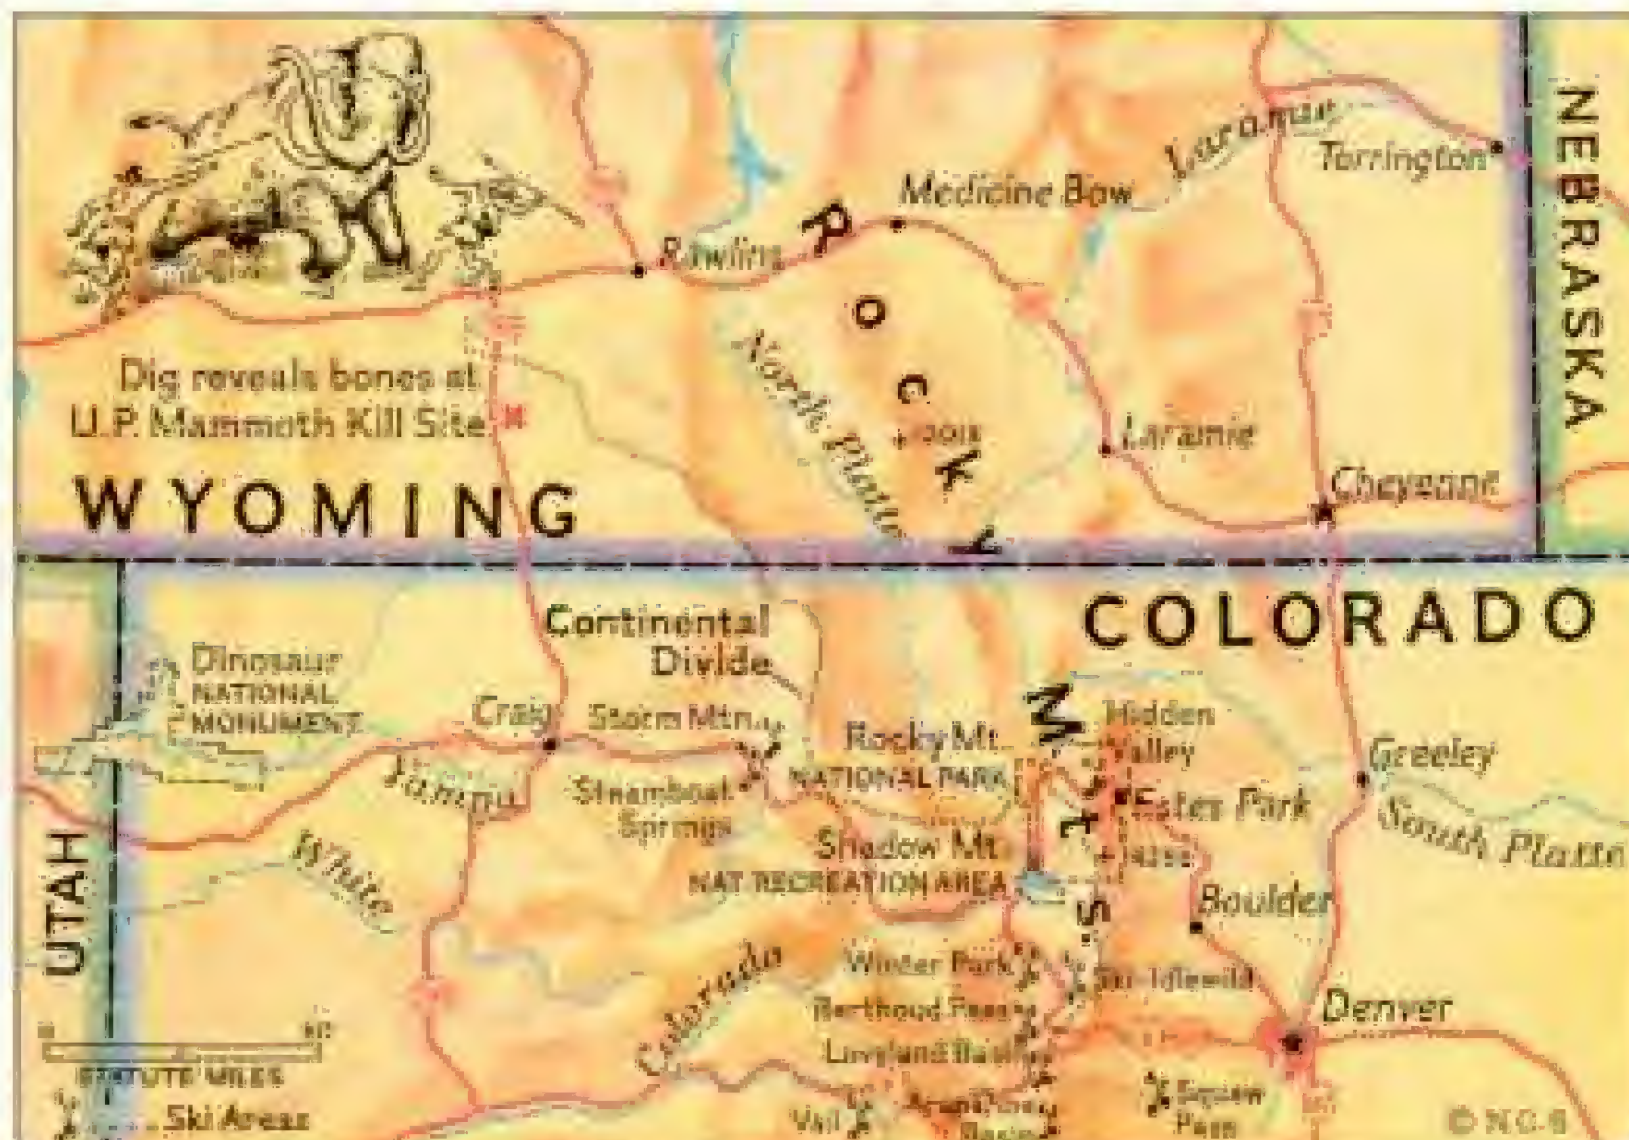 NEBRASKA
Laramie
Torrington
Medicine Bow
Rawlins
ROCKY
North Platte
Dig reveals bones at
U.P. Mammoth Kill Site
Laramie
Cheyenne
WYOMING
COLORADO
Continental
Divide
Dinosaur
NATIONAL
MONUMENT
Craig
Storm Mtn.
Rocky Mt.
NATIONAL PARK
Mts.
Hidden
Valley
Greeley
Yampa
Steamboat
Springs
Estes Park
South Platte
UTAH
White
Shadow Mt.
NAT. RECREATION AREA
Boulder
Colorado
Winter Park
Ski-Idlewild
Berthoud Pass
Denver
Loveland Basin
STATUTE MILES
Ski Areas
Vail
Basin
Pass
© N.G.S.